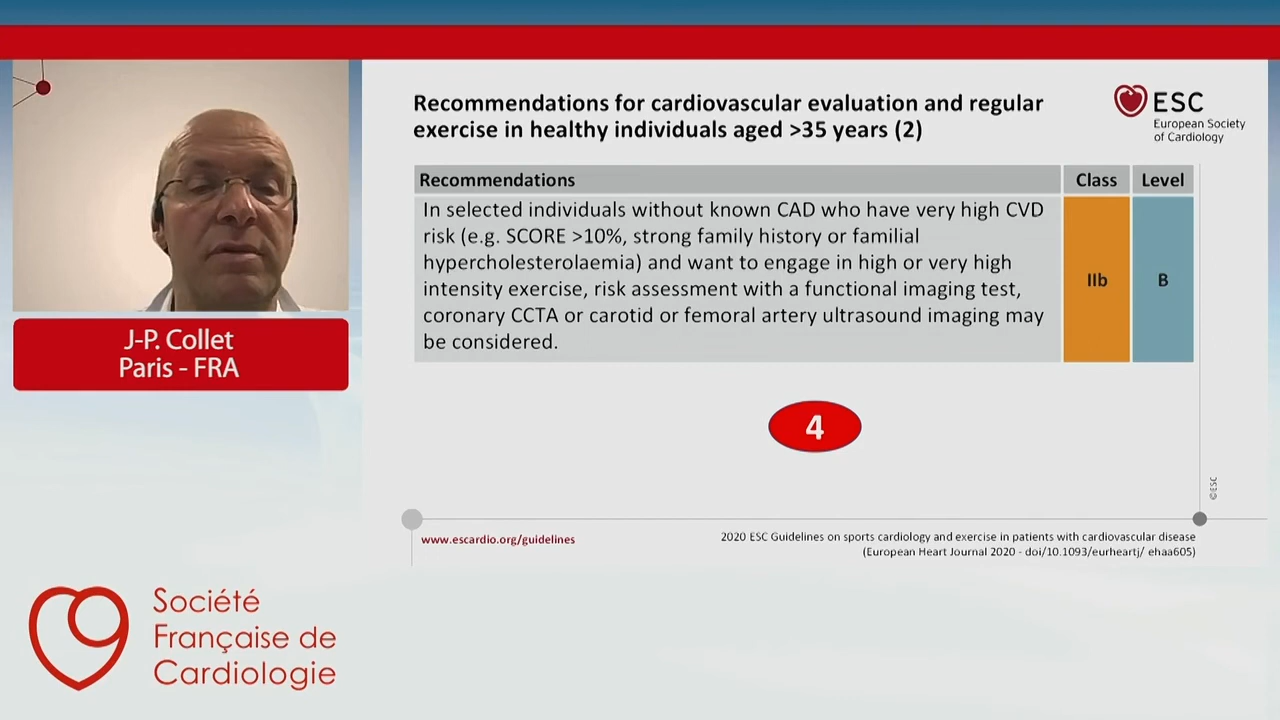 J-P. Collet
Paris - FRA
Société
Française de
Cardiologie
Recommendations for cardiovascular evaluation and regular
exercise in healthy individuals aged >35 years (2)
ESC
European Society
of Cardiology
Recommendations Class Level
In selected individuals without known CAD who have very high CVD
risk (e.g. SCORE >10%, strong family history or familial
hypercholesterolaemia) and want to engage in high or very high
intensity exercise, risk assessment with a functional imaging test,
coronary CCTA or carotid or femoral artery ultrasound imaging may
be considered.
IIb B
4
©ESC
www.escardio.org/guidelines
2020 ESC Guidelines on sports cardiology and exercise in patients with cardiovascular disease
(European Heart Journal 2020 - doi/10.1093/eurheartj/ ehaa605)